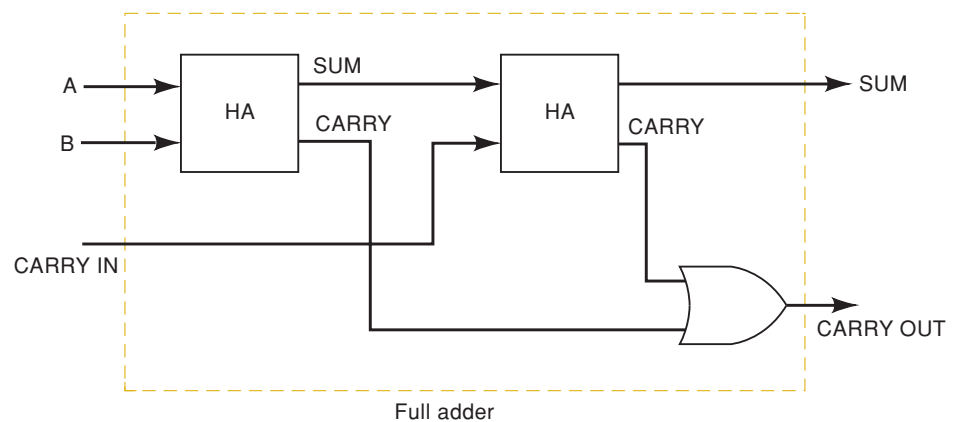 A
B
CARRY IN
HA
SUM
CARRY
HA
CARRY
SUM
CARRY OUT
Full adder